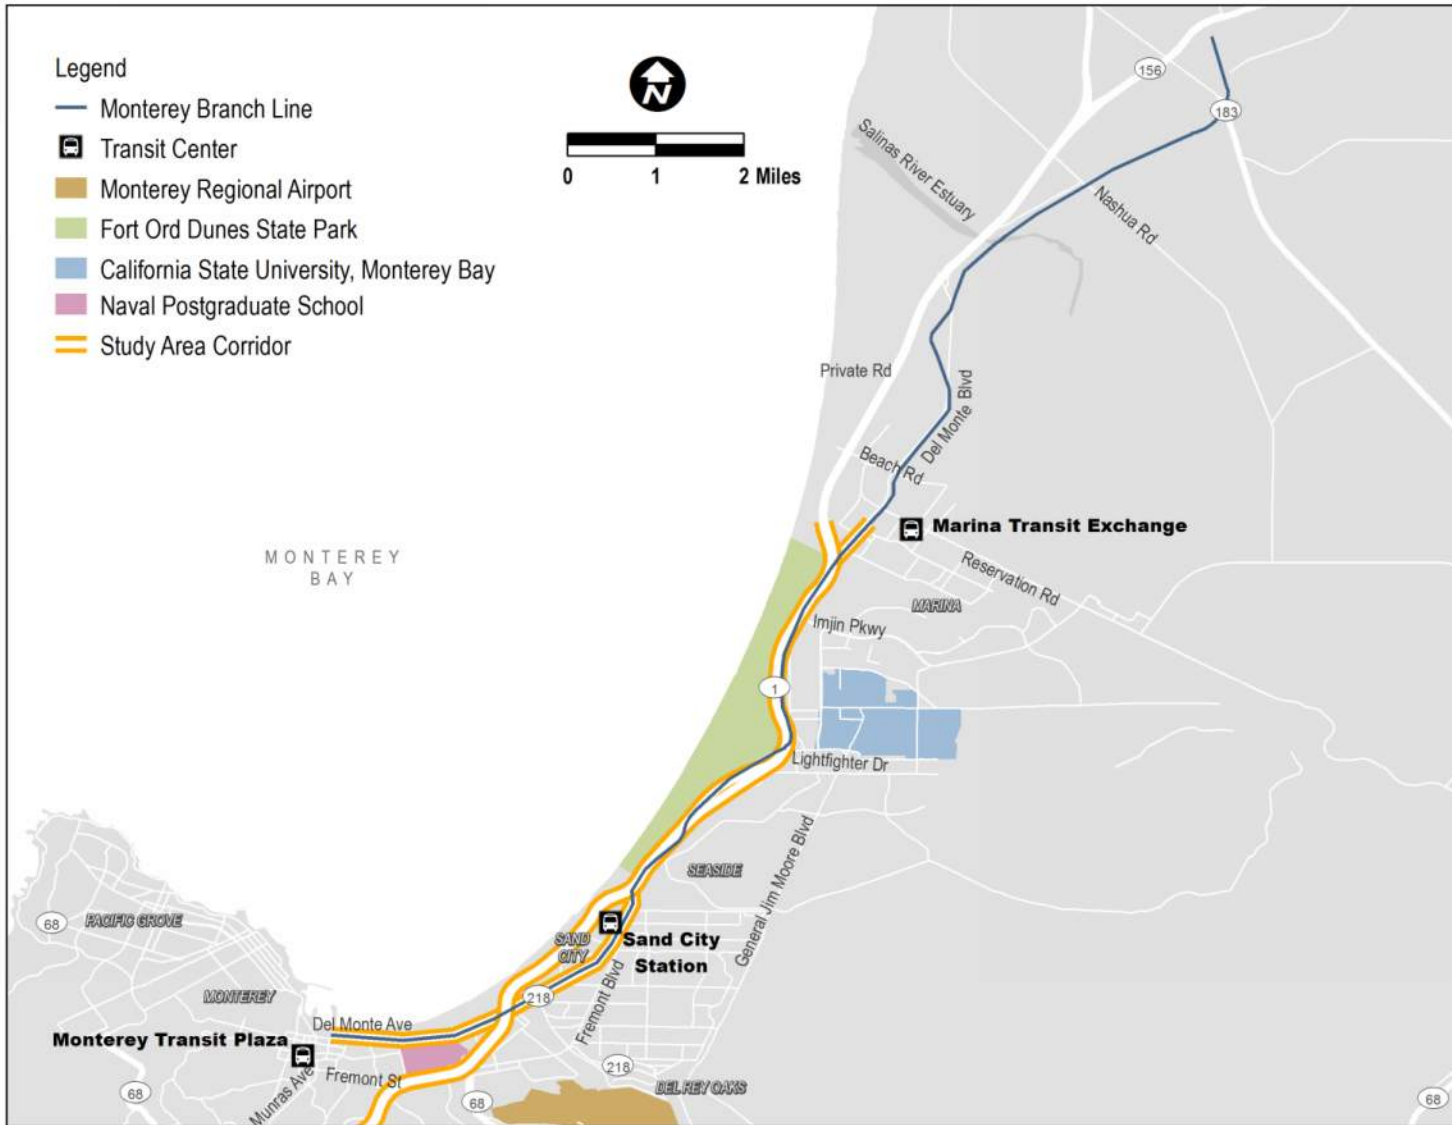 Legend
Monterey Branch Line
Transit Center
Monterey Regional Airport
Fort Ord Dunes State Park
California State University, Monterey Bay
Naval Postgraduate School
Study Area Corridor
N
0 1 2 Miles
156
183
Salinas River Estuary
Nashua Rd
Private Rd
Del Monte Blvd
Beach Rd
Marina Transit Exchange
MONTEREY
BAY
Reservation Rd
MARINA
Imjin Pkwy
1
Lightfighter Dr
General Jim Moore Blvd
SEASIDE
68
PACIFIC GROVE
SAND
CITY
Sand City
Station
Fremont Blvd
MONTEREY
218
Del Monte Ave
Monterey Transit Plaza
Fremont St
Munras Ave
218
DEL REY OAKS
68
68
68